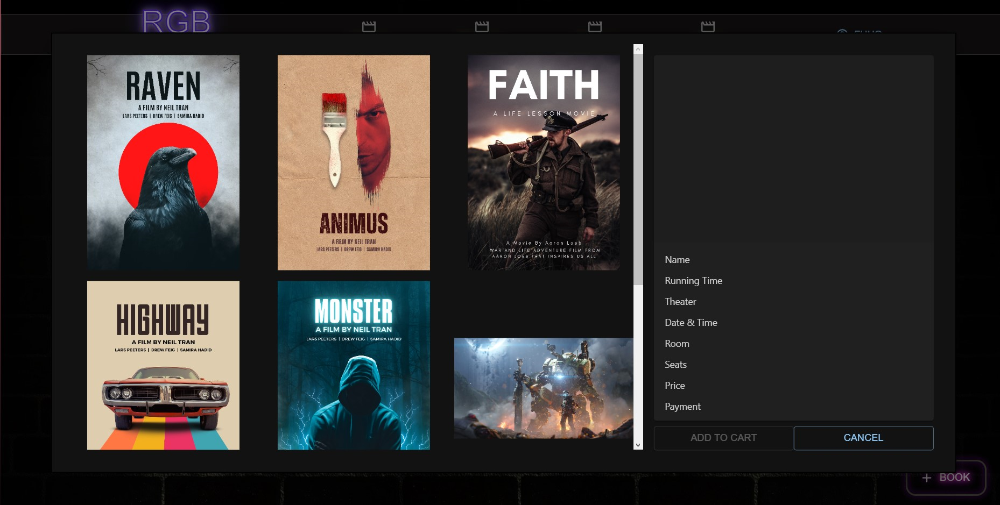 RGB
RAVEN
A FILM BY NEIL TRAN
LARS PEETERS | DREW FEIG | SAMIRA HADID
ANIMUS
A FILM BY NEIL TRAN
LARS PEETERS | DREW FEIG | SAMIRA HADID
FAITH
A LIFE LESSON MOVIE
A Movie By Aaron Loeb
WAR AND LIFE ADVENTURE FILM FROM
AARON LOEB THAT INSPIRES US ALL
HIGHWAY
A FILM BY NEIL TRAN
LARS PEETERS | DREW FEIG | SAMIRA HADID
MONSTER
A FILM BY NEIL TRAN
LARS PEETERS | DREW FEIG | SAMIRA HADID
Name
Running Time
Theater
Date & Time
Room
Seats
Price
Payment
ADD TO CART
CANCEL
+ BOOK